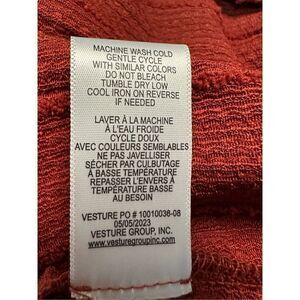 MACHINE WASH COLD
GENTLE CYCLE
WITH SIMILAR COLORS
DO NOT BLEACH
TUMBLE DRY LOW
COOL IRON ON REVERSE
IF NEEDED
LAVER À LA MACHINE
À L'EAU FROIDE
CYCLE DOUX
AVEC COULEURS SEMBLABLES
NE PAS JAVELLISER
SÉCHER PAR CULBUTAGE
À BASSE TEMPÉRATURE
REPASSER L'ENVERS À
TEMPÉRATURE BASSE
AU BESOIN
VESTURE PO # 10010036-08
05/05/2023
VESTURE GROUP, INC.
www.vesturegroupinc.com